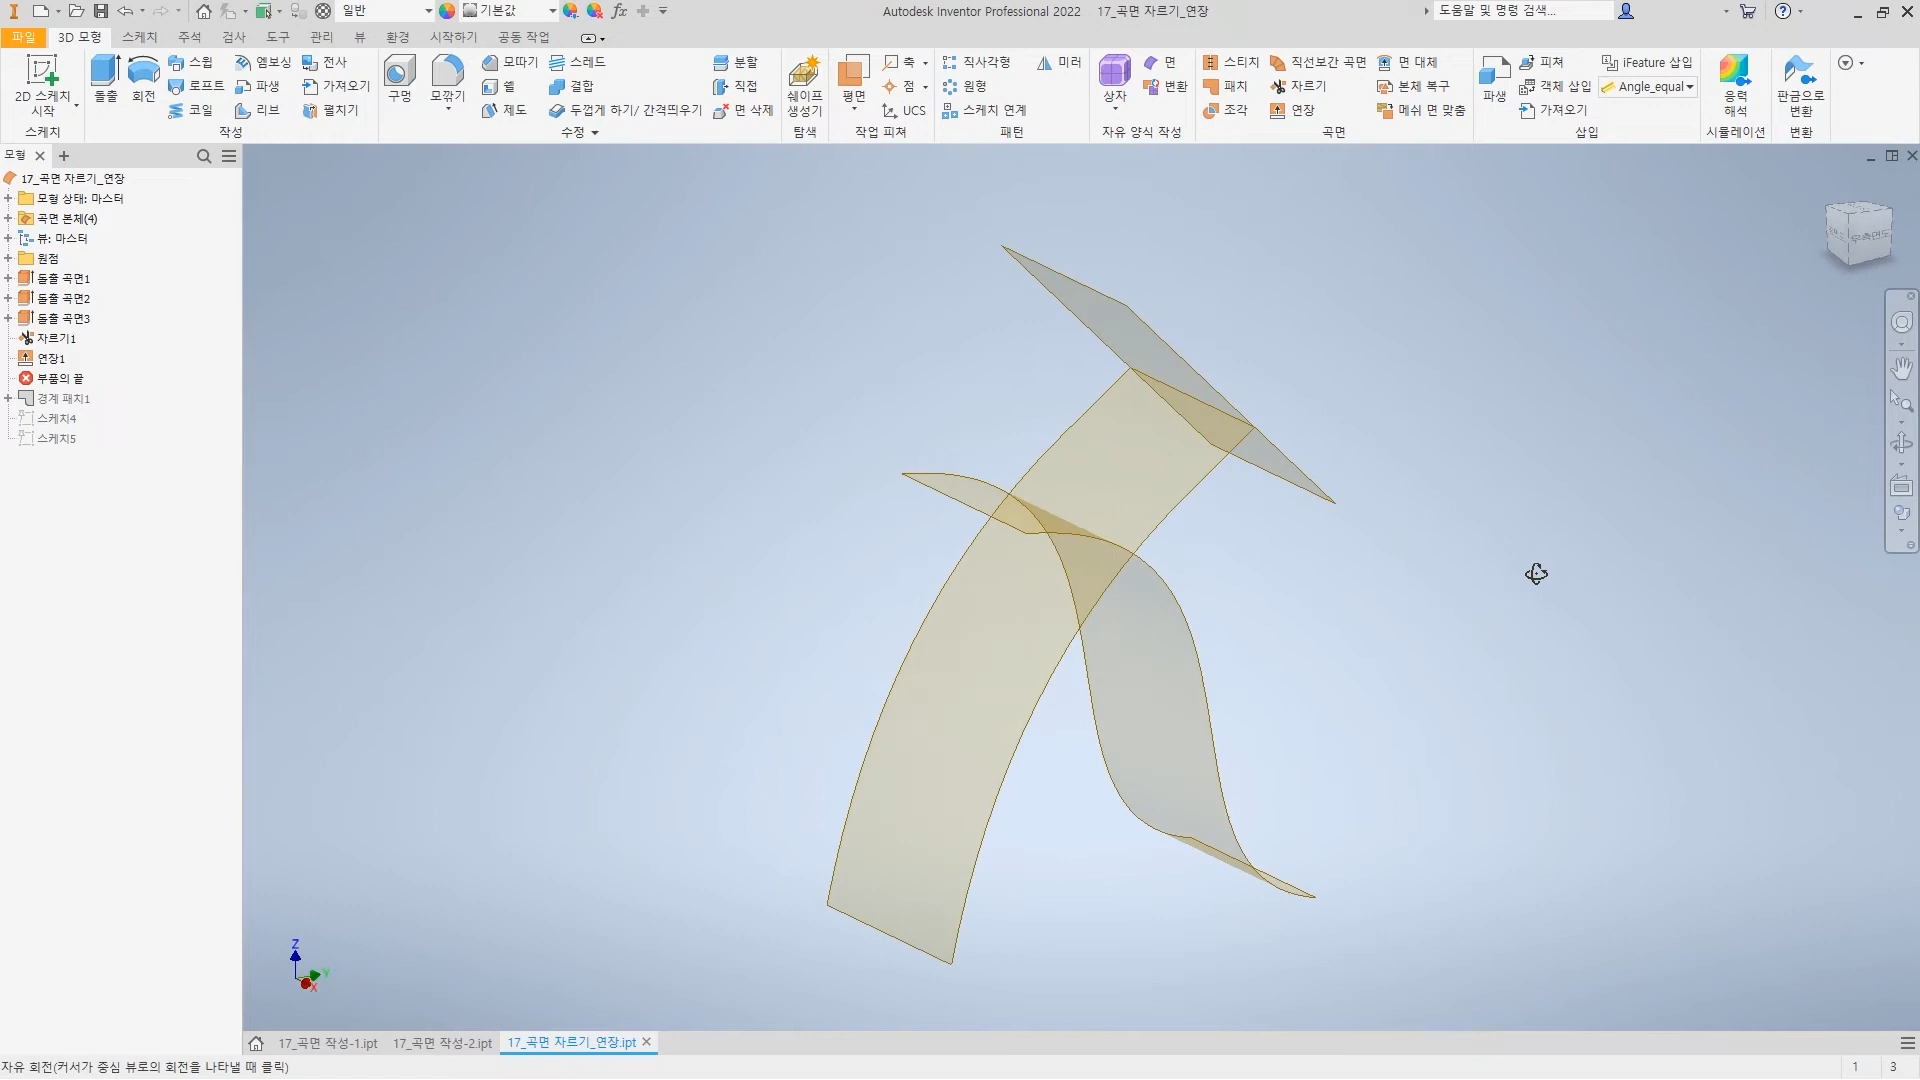 일반
기본값
fx
Autodesk Inventor Professional 2022 17_곡면 자르기_연장
도움말 및 명령 검색...
파일 3D 모형 스케치 주석 검사 도구 관리 뷰 환경 시작하기 공동 작업
2D 스케치 시작
스케치
돌출
회전
스윕
로프트
코일
엠보싱
파생
리브
전사
가져오기
펼치기
작성
구멍
모깎기
모따기
쉘
제도
스레드
결합
두껍게 하기/ 간격띄우기
분할
직접
면 삭제
수정
쉐이프 생성기
탐색
평면
축
점
UCS
작업 피쳐
직사각형
원형
스케치 연계
미러
패턴
상자
면
변환
자유 양식 작성
스티치
패치
조각
직선보간 곡면
자르기
연장
면 대체
본체 복구
메쉬 면 맞춤
곡면
파생
피쳐
객체 삽입
가져오기
iFeature 삽입
Angle_equal
삽입
응력 해석
시뮬레이션
판금으로 변환
변환
모형
17_곡면 자르기_연장
모형 상태: 마스터
곡면 본체(4)
뷰: 마스터
원점
돌출 곡면1
돌출 곡면2
돌출 곡면3
자르기1
연장1
부품의 끝
경계 패치1
스케치4
스케치5
우측면도
Z
Y
X
17_곡면 작성-1.ipt 17_곡면 작성-2.ipt 17_곡면 자르기_연장.ipt
자유 회전(커서가 중심 뷰로의 회전을 나타낼 때 클릭)
1 3